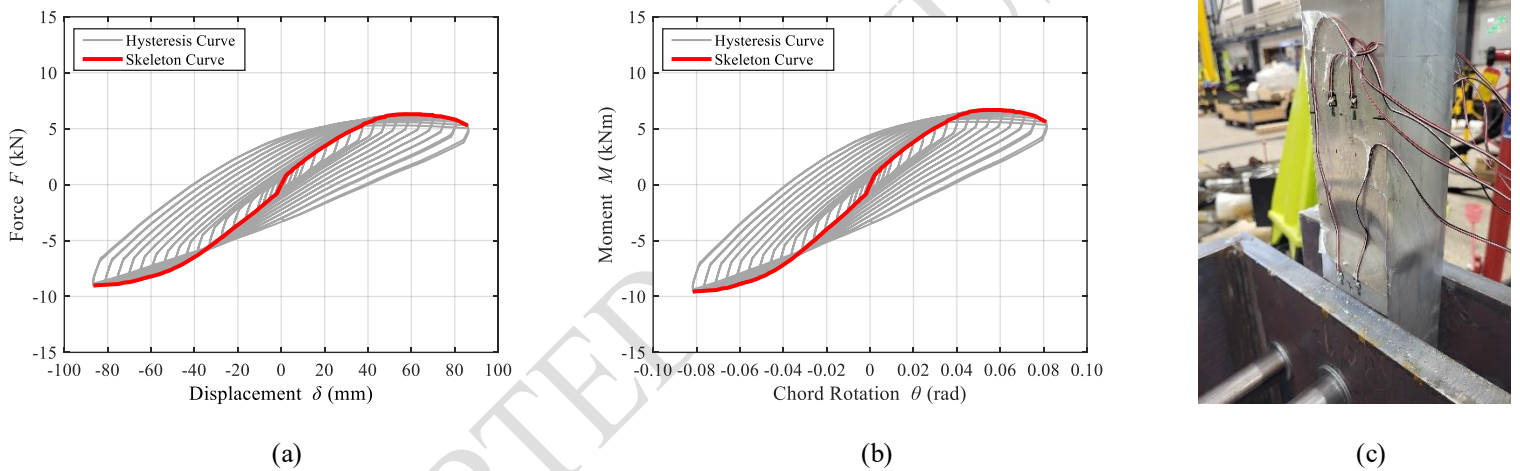 15
10
5
0
-5
-10
-15
-100 -80 -60 -40 -20 0 20 40 60 80 100
Force F (kN)
Displacement δ (mm)
Hysteresis Curve
Skeleton Curve
(a)
15
10
5
0
-5
-10
-15
-0.10 -0.08 -0.06 -0.04 -0.02 0 0.02 0.04 0.06 0.08 0.10
Moment M (kNm)
Chord Rotation θ (rad)
Hysteresis Curve
Skeleton Curve
(b)
(c)